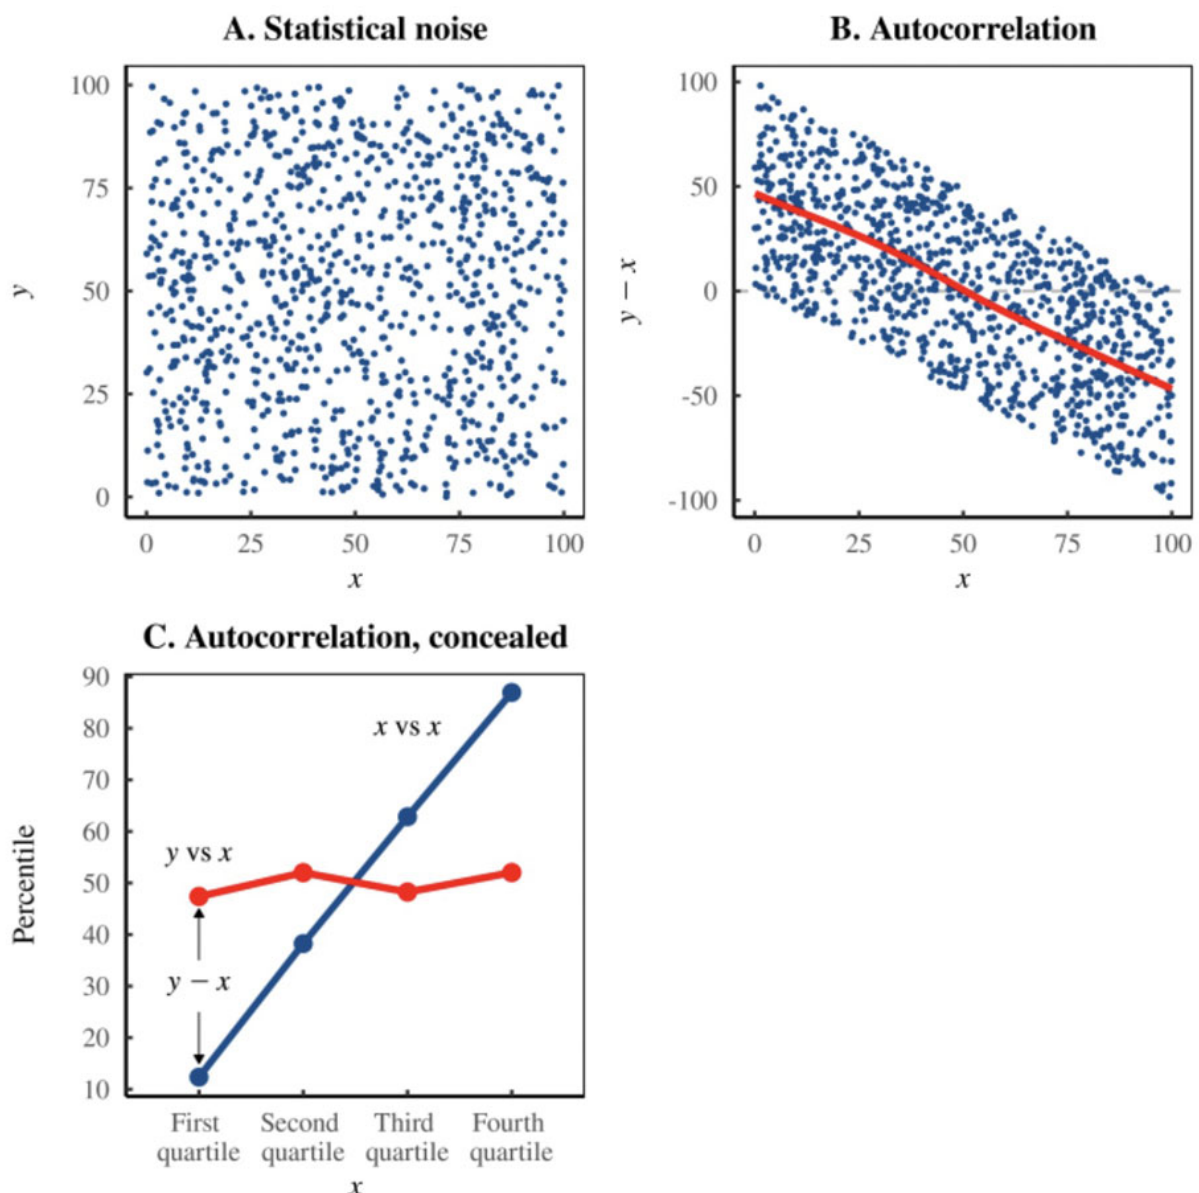 A. Statistical noise
100
75
50
25
0
y
0 25 50 75 100
x
B. Autocorrelation
100
50
0
-50
-100
y − x
0 25 50 75 100
x
C. Autocorrelation, concealed
90
80
70
60
50
40
30
20
10
Percentile
x vs x
y vs x
y − x
First quartile
Second quartile
Third quartile
Fourth quartile
x